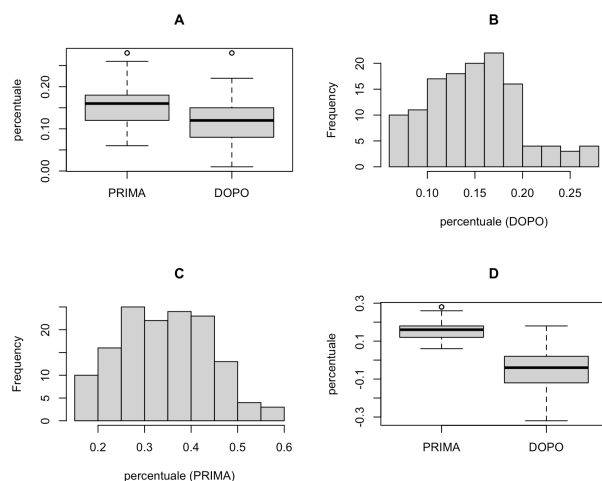 A
percentuale
0.00
0.10
0.20
PRIMA
DOPO
B
Frequency
0
5
10
15
20
0.10
0.15
0.20
0.25
percentuale (DOPO)
C
Frequency
0
5
10
20
0.2
0.3
0.4
0.5
0.6
percentuale (PRIMA)
D
percentuale
-0.3
-0.1
0.1
0.3
PRIMA
DOPO